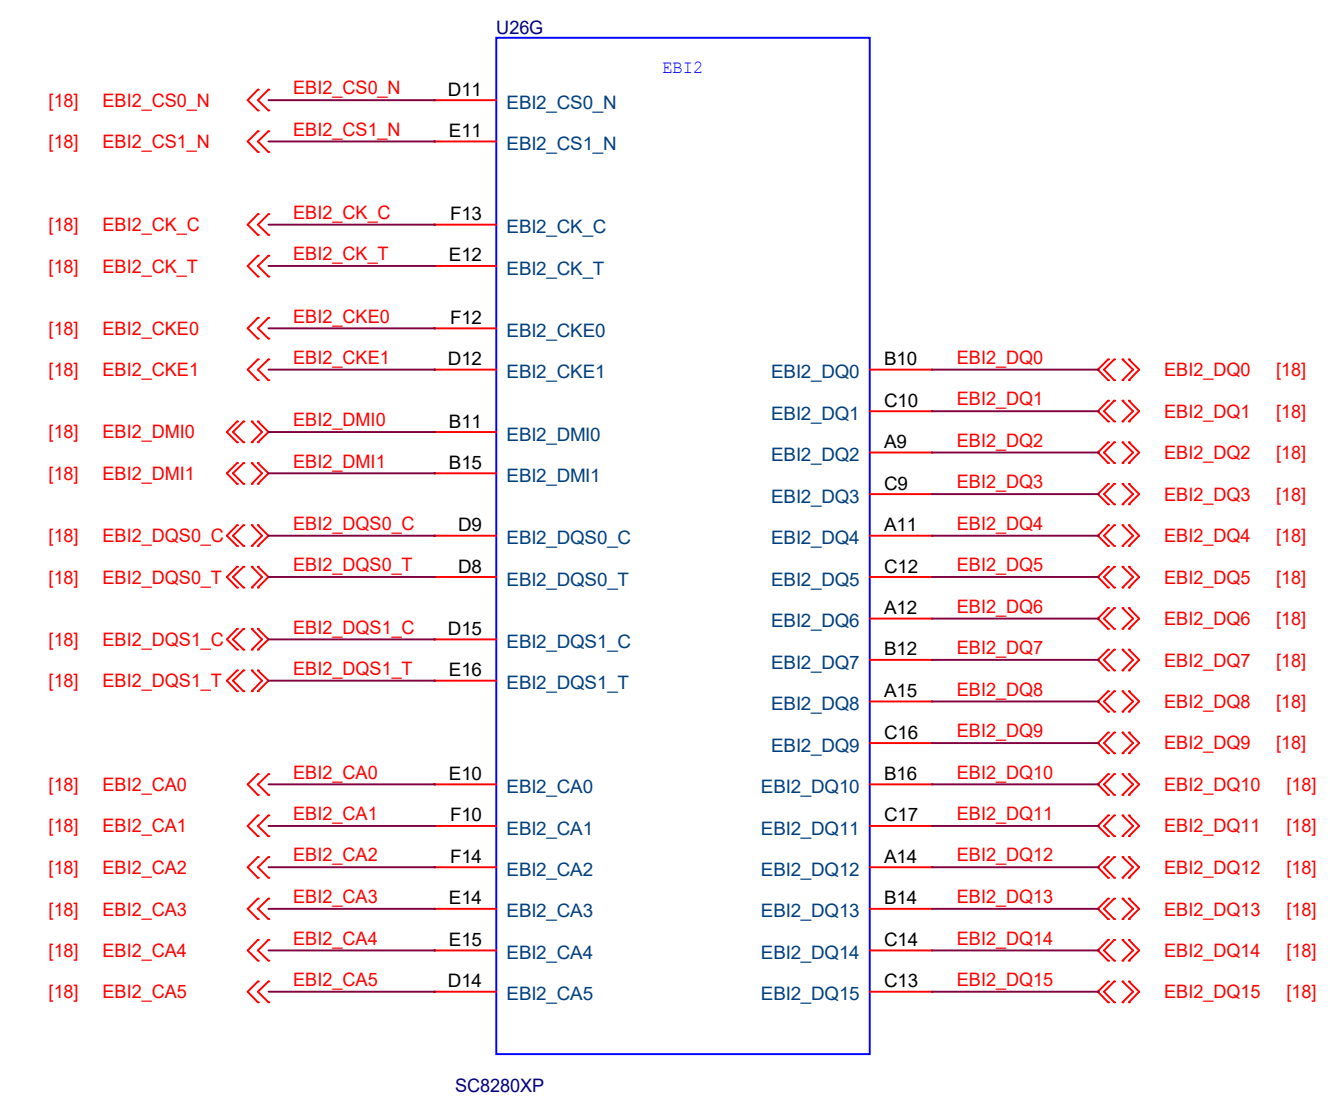 U26G
EBI2
[18] EBI2_CS0_N EBI2_CS0_N D11 EBI2_CS0_N
[18] EBI2_CS1_N EBI2_CS1_N E11 EBI2_CS1_N
[18] EBI2_CK_C EBI2_CK_C F13 EBI2_CK_C
[18] EBI2_CK_T EBI2_CK_T E12 EBI2_CK_T
[18] EBI2_CKE0 EBI2_CKE0 F12 EBI2_CKE0
[18] EBI2_CKE1 EBI2_CKE1 D12 EBI2_CKE1 EBI2_DQ0 B10 EBI2_DQ0 EBI2_DQ0 [18]
EBI2_DQ1 C10 EBI2_DQ1 EBI2_DQ1 [18]
[18] EBI2_DMI0 EBI2_DMI0 B11 EBI2_DMI0
EBI2_DQ2 A9 EBI2_DQ2 EBI2_DQ2 [18]
[18] EBI2_DMI1 EBI2_DMI1 B15 EBI2_DMI1
EBI2_DQ3 C9 EBI2_DQ3 EBI2_DQ3 [18]
[18] EBI2_DQS0_C EBI2_DQS0_C D9 EBI2_DQS0_C EBI2_DQ4 A11 EBI2_DQ4 EBI2_DQ4 [18]
[18] EBI2_DQS0_T EBI2_DQS0_T D8 EBI2_DQS0_T EBI2_DQ5 C12 EBI2_DQ5 EBI2_DQ5 [18]
EBI2_DQ6 A12 EBI2_DQ6 EBI2_DQ6 [18]
[18] EBI2_DQS1_C EBI2_DQS1_C D15 EBI2_DQS1_C
EBI2_DQ7 B12 EBI2_DQ7 EBI2_DQ7 [18]
[18] EBI2_DQS1_T EBI2_DQS1_T E16 EBI2_DQS1_T
EBI2_DQ8 A15 EBI2_DQ8 EBI2_DQ8 [18]
EBI2_DQ9 C16 EBI2_DQ9 EBI2_DQ9 [18]
[18] EBI2_CA0 EBI2_CA0 E10 EBI2_CA0 EBI2_DQ10 B16 EBI2_DQ10 EBI2_DQ10 [18]
[18] EBI2_CA1 EBI2_CA1 F10 EBI2_CA1 EBI2_DQ11 C17 EBI2_DQ11 EBI2_DQ11 [18]
[18] EBI2_CA2 EBI2_CA2 F14 EBI2_CA2 EBI2_DQ12 A14 EBI2_DQ12 EBI2_DQ12 [18]
[18] EBI2_CA3 EBI2_CA3 E14 EBI2_CA3 EBI2_DQ13 B14 EBI2_DQ13 EBI2_DQ13 [18]
[18] EBI2_CA4 EBI2_CA4 E15 EBI2_CA4 EBI2_DQ14 C14 EBI2_DQ14 EBI2_DQ14 [18]
[18] EBI2_CA5 EBI2_CA5 D14 EBI2_CA5 EBI2_DQ15 C13 EBI2_DQ15 EBI2_DQ15 [18]
SC8280XP